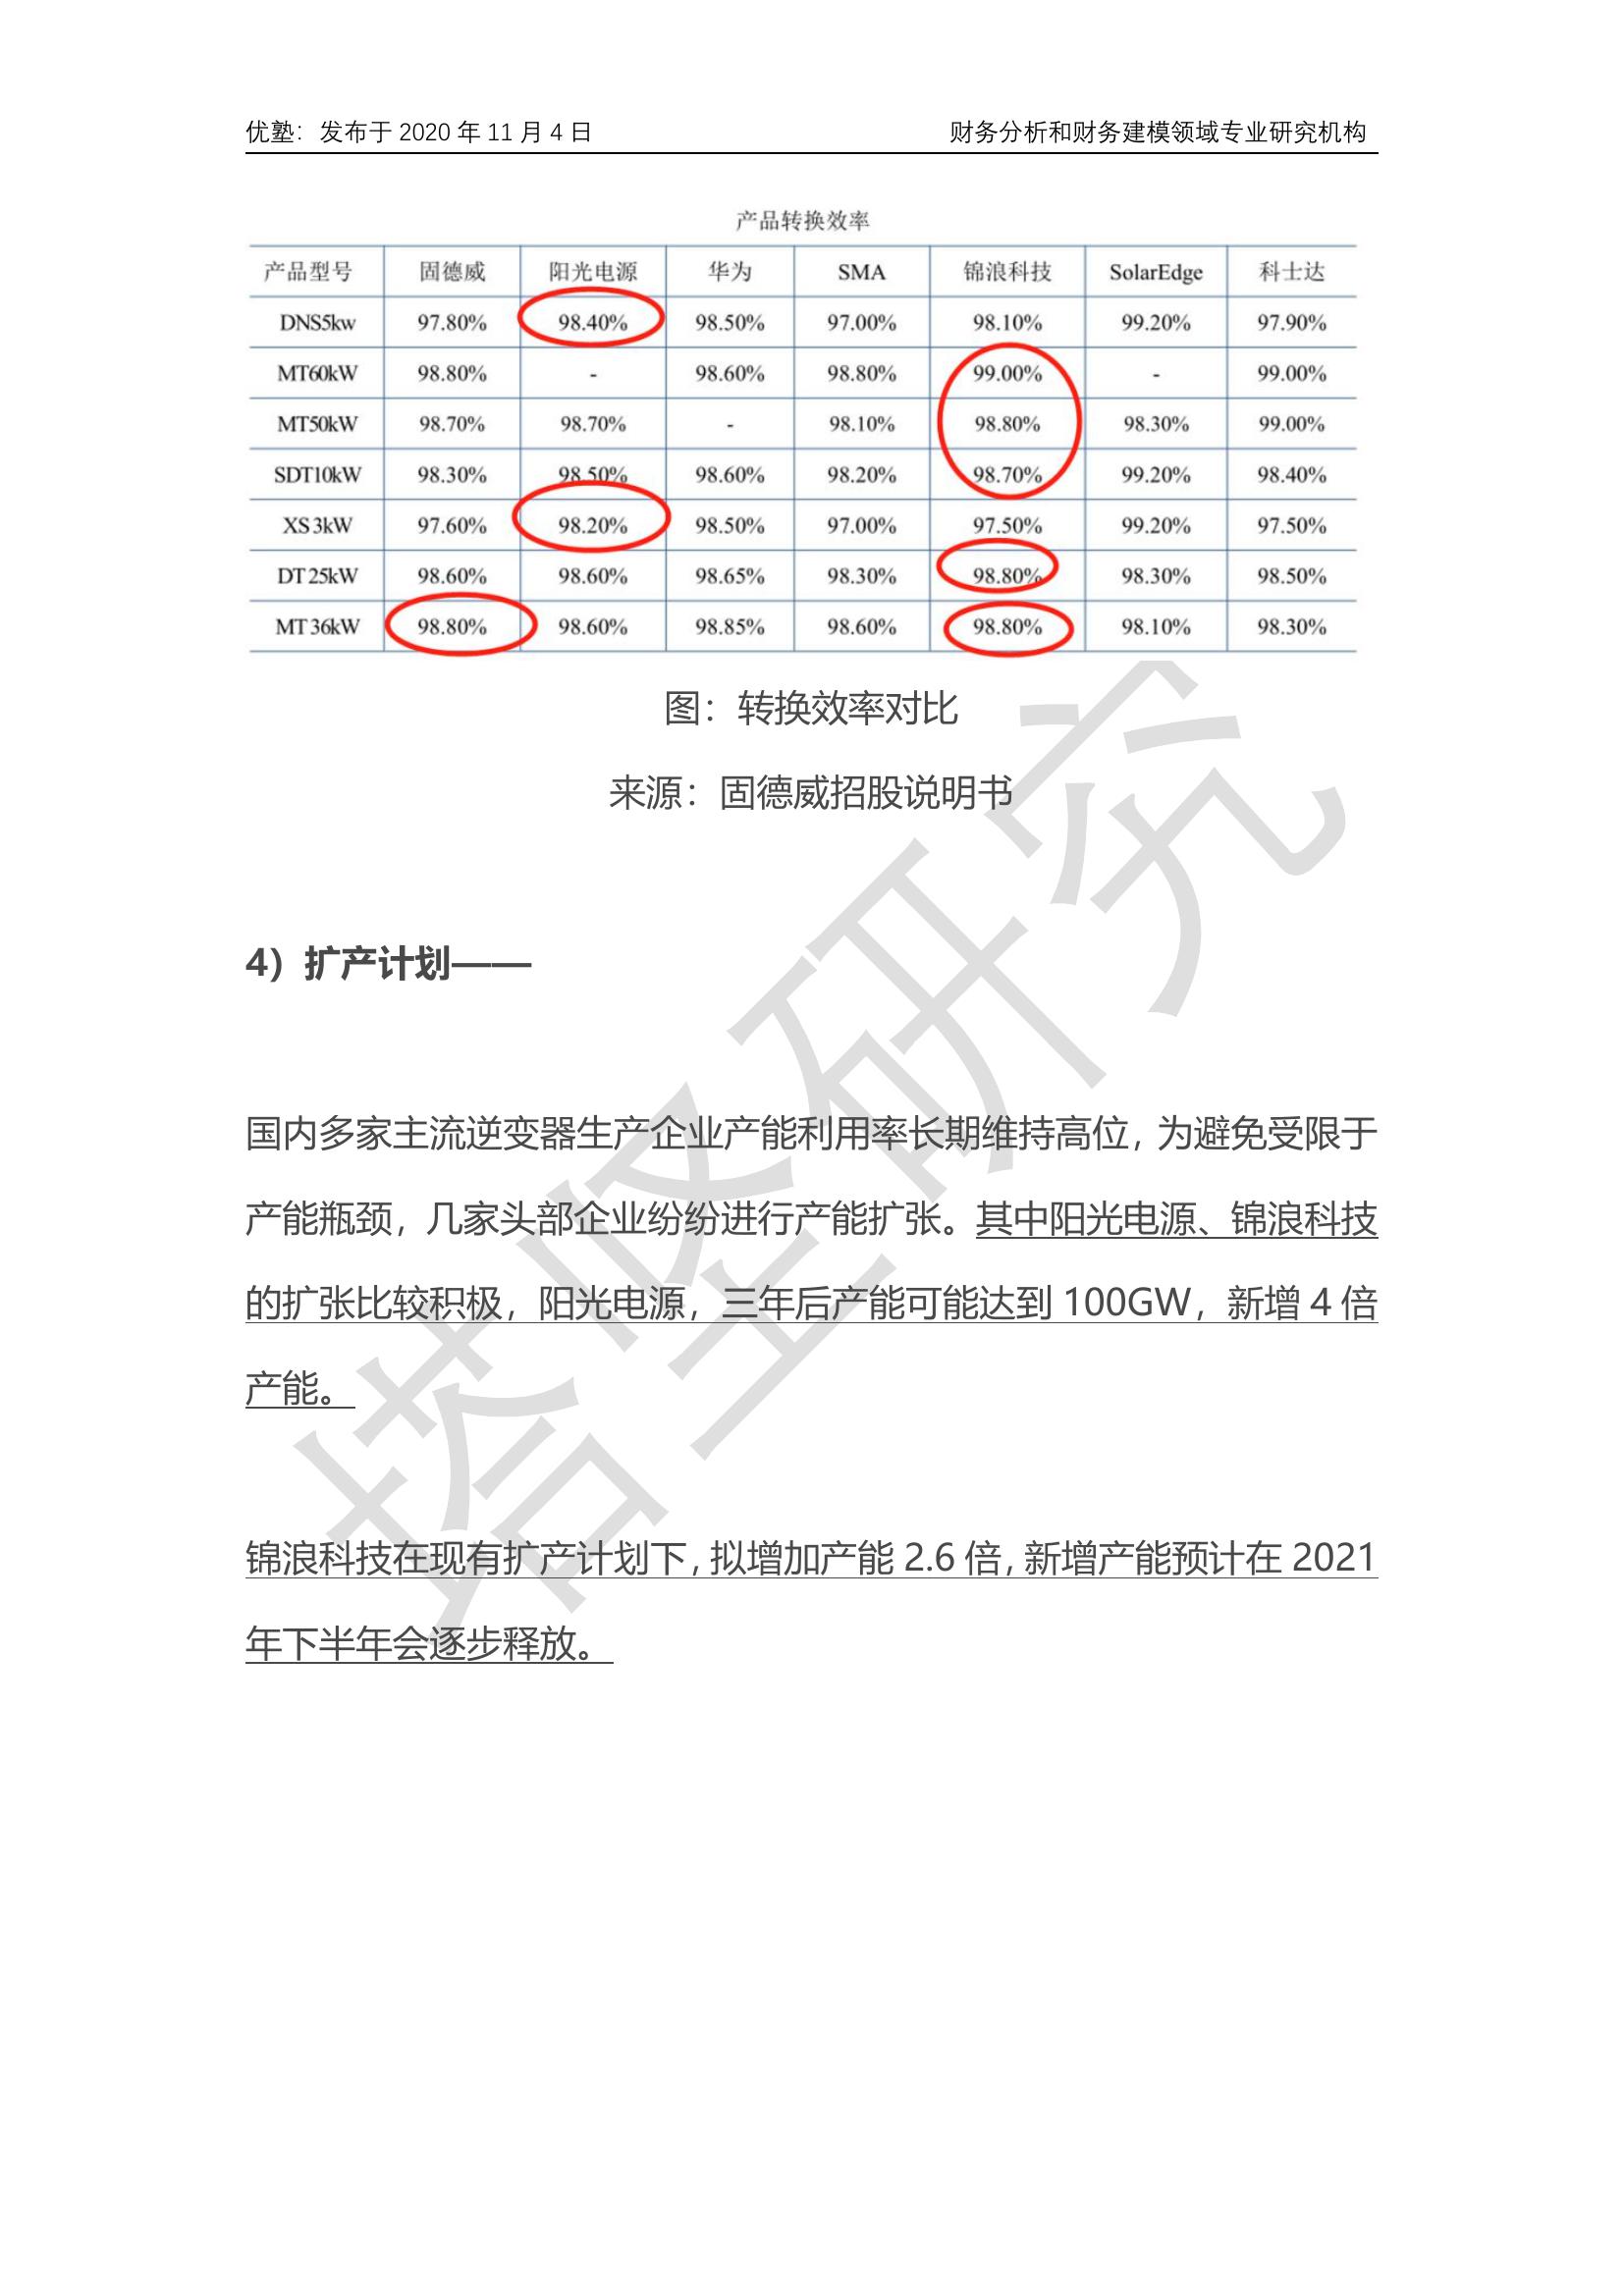 优塾：发布于 2020 年 11 月 4 日 财务分析和财务建模领域专业研究机构
产品转换效率
产品型号 固德威 阳光电源 华为 SMA 锦浪科技 SolarEdge 科士达
DNS5kw 97.80% 98.40% 98.50% 97.00% 98.10% 99.20% 97.90%
MT60kW 98.80% - 98.60% 98.80% 99.00% - 99.00%
MT50kW 98.70% 98.70% - 98.10% 98.80% 98.30% 99.00%
SDT10kW 98.30% 98.50% 98.60% 98.20% 98.70% 99.20% 98.40%
XS 3kW 97.60% 98.20% 98.50% 97.00% 97.50% 99.20% 97.50%
DT 25kW 98.60% 98.60% 98.65% 98.30% 98.80% 98.30% 98.50%
MT 36kW 98.80% 98.60% 98.85% 98.60% 98.80% 98.10% 98.30%
图：转换效率对比
来源：固德威招股说明书
4）扩产计划——
国内多家主流逆变器生产企业产能利用率长期维持高位，为避免受限于
产能瓶颈，几家头部企业纷纷进行产能扩张。其中阳光电源、锦浪科技
的扩张比较积极，阳光电源，三年后产能可能达到 100GW，新增 4 倍
产能。
锦浪科技在现有扩产计划下，拟增加产能 2.6 倍，新增产能预计在 2021
年下半年会逐步释放。
塔坚研究